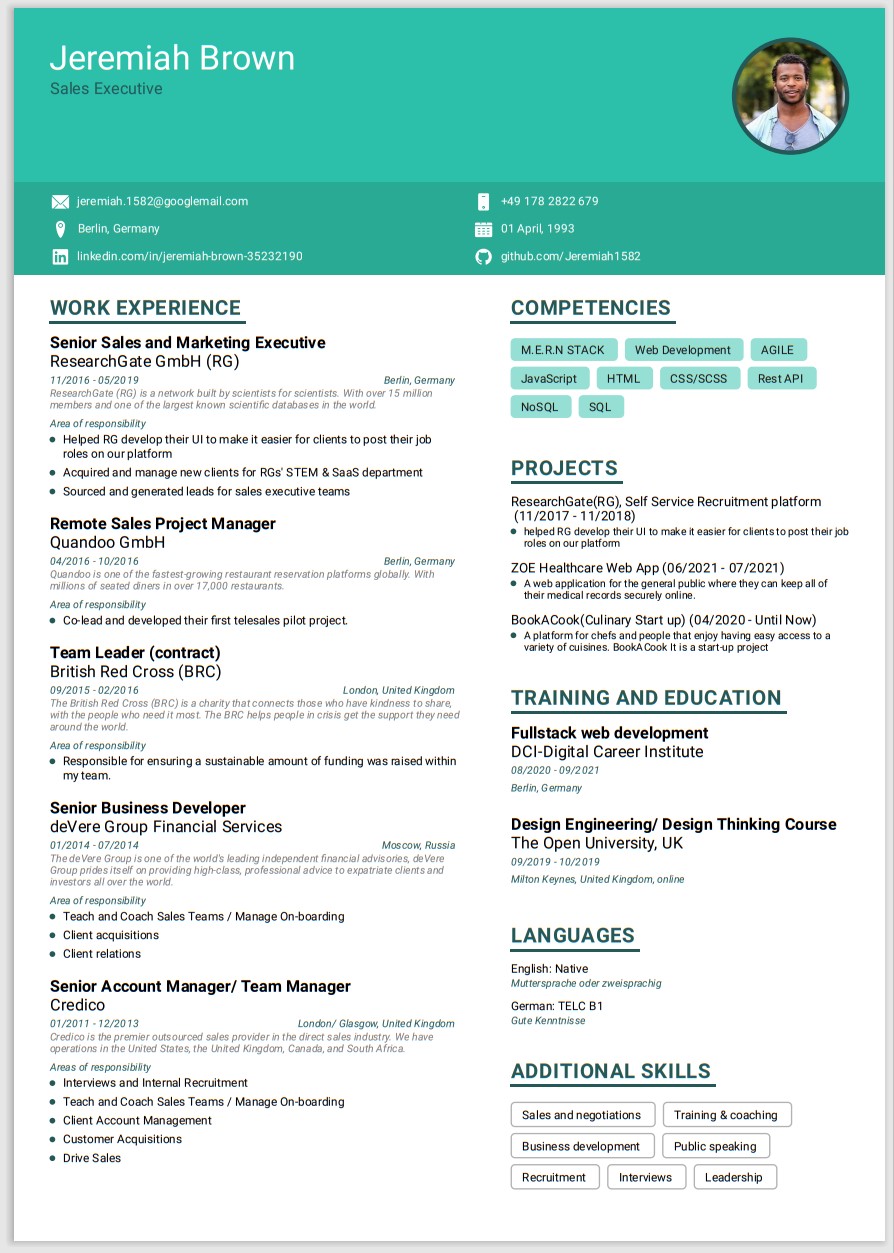 Jeremiah Brown
Sales Executive
jeremiah.1582@googlemail.com
+49 178 2822 679
Berlin, Germany
01 April, 1993
linkedin.com/in/jeremiah-brown-35232190
github.com/Jeremiah1582
WORK EXPERIENCE
Senior Sales and Marketing Executive
ResearchGate GmbH (RG)
11/2016 - 05/2019 Berlin, Germany
ResearchGate (RG) is a network built by scientists for scientists. With over 15 million
members and one of the largest known scientific databases in the world.
Area of responsibility
Helped RG develop their UI to make it easier for clients to post their job
roles on our platform
Acquired and manage new clients for RGs' STEM & SaaS department
Sourced and generated leads for sales executive teams
Remote Sales Project Manager
Quandoo GmbH
04/2016 - 10/2016 Berlin, Germany
Quandoo is one of the fastest-growing restaurant reservation platforms globally. With
millions of seated diners in over 17,000 restaurants.
Area of responsibility
Co-lead and developed their first telesales pilot project.
Team Leader (contract)
British Red Cross (BRC)
09/2015 - 02/2016 London, United Kingdom
The British Red Cross (BRC) is a charity that connects those who have kindness to share,
with the people who need it most. The BRC helps people in crisis get the support they need
around the world.
Area of responsibility
Responsible for ensuring a sustainable amount of funding was raised within
my team.
Senior Business Developer
deVere Group Financial Services
01/2014 - 07/2014 Moscow, Russia
The deVere Group is one of the world's leading independent financial advisories, deVere
Group prides itself on providing high-class, professional advice to expatriate clients and
investors all over the world.
Area of responsibility
Teach and Coach Sales Teams / Manage On-boarding
Client acquisitions
Client relations
Senior Account Manager/ Team Manager
Credico
01/2011 - 12/2013 London/ Glasgow, United Kingdom
Credico is the premier outsourced sales provider in the direct sales industry. We have
operations in the United States, the United Kingdom, Canada, and South Africa.
Areas of responsibility
Interviews and Internal Recruitment
Teach and Coach Sales Teams / Manage On-boarding
Client Account Management
Customer Acquisitions
Drive Sales
COMPETENCIES
M.E.R.N STACK Web Development AGILE
JavaScript HTML CSS/SCSS Rest API
NoSQL SQL
PROJECTS
ResearchGate(RG), Self Service Recruitment platform
(11/2017 - 11/2018)
helped RG develop their UI to make it easier for clients to post their job
roles on our platform
ZOE Healthcare Web App (06/2021 - 07/2021)
A web application for the general public where they can keep all of
their medical records securely online.
BookACook(Culinary Start up) (04/2020 - Until Now)
A platform for chefs and people that enjoy having easy access to a
variety of cuisines. BookACook It is a start-up project
TRAINING AND EDUCATION
Fullstack web development
DCI-Digital Career Institute
08/2020 - 09/2021
Berlin, Germany
Design Engineering/ Design Thinking Course
The Open University, UK
09/2019 - 10/2019
Milton Keynes, United Kingdom, online
LANGUAGES
English: Native
Muttersprache oder zweisprachig
German: TELC B1
Gute Kenntnisse
ADDITIONAL SKILLS
Sales and negotiations Training & coaching
Business development Public speaking
Recruitment Interviews Leadership